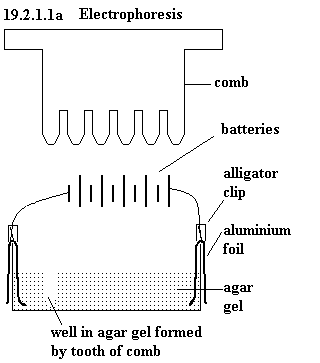 19.2.1.1a Electrophoresis
comb
batteries
alligator
clip
aluminium
foil
agar
gel
well in agar gel formed
by tooth of comb